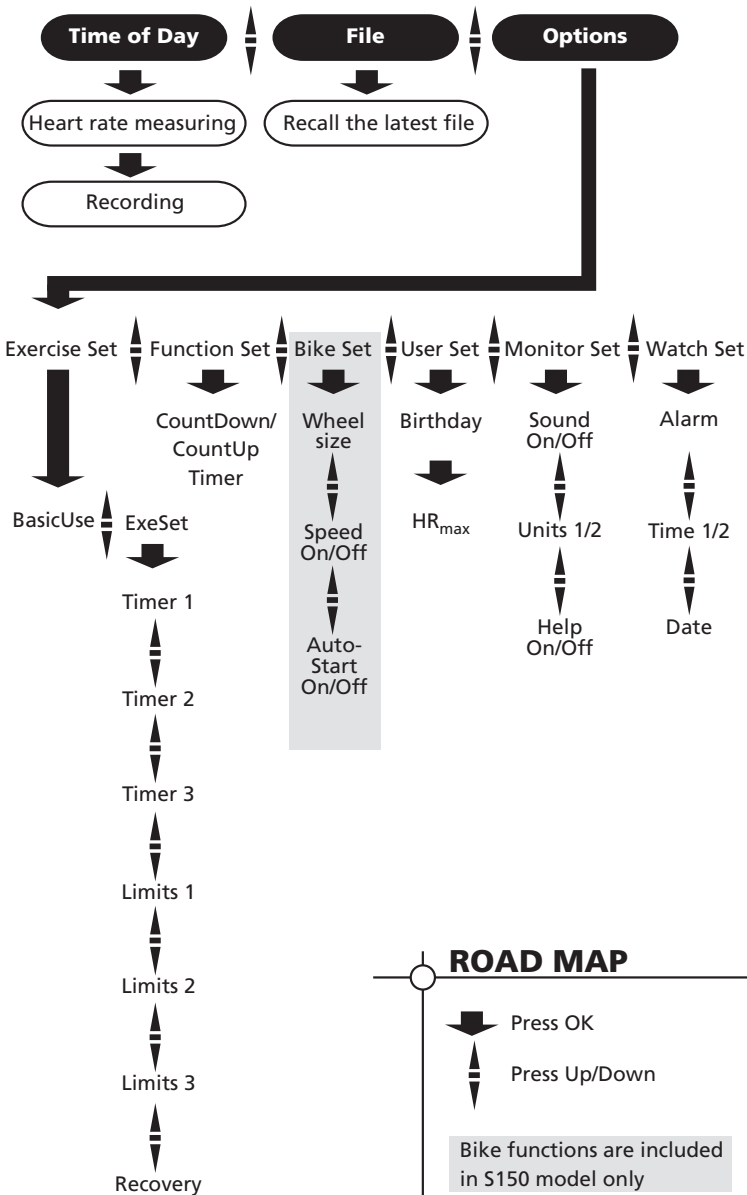 Time of Day
File
Options
Heart rate measuring
Recall the latest file
Recording
Exercise Set
Function Set
Bike Set
User Set
Monitor Set
Watch Set
CountDown/
CountUp
Timer
Wheel
size
Birthday
Sound
On/Off
Alarm
BasicUse
ExeSet
Speed
On/Off
HRmax
Units 1/2
Time 1/2
Timer 1
Auto-
Start
On/Off
Help
On/Off
Date
Timer 2
Timer 3
Limits 1
Limits 2
Limits 3
Recovery
ROAD MAP
Press OK
Press Up/Down
Bike functions are included
in S150 model only